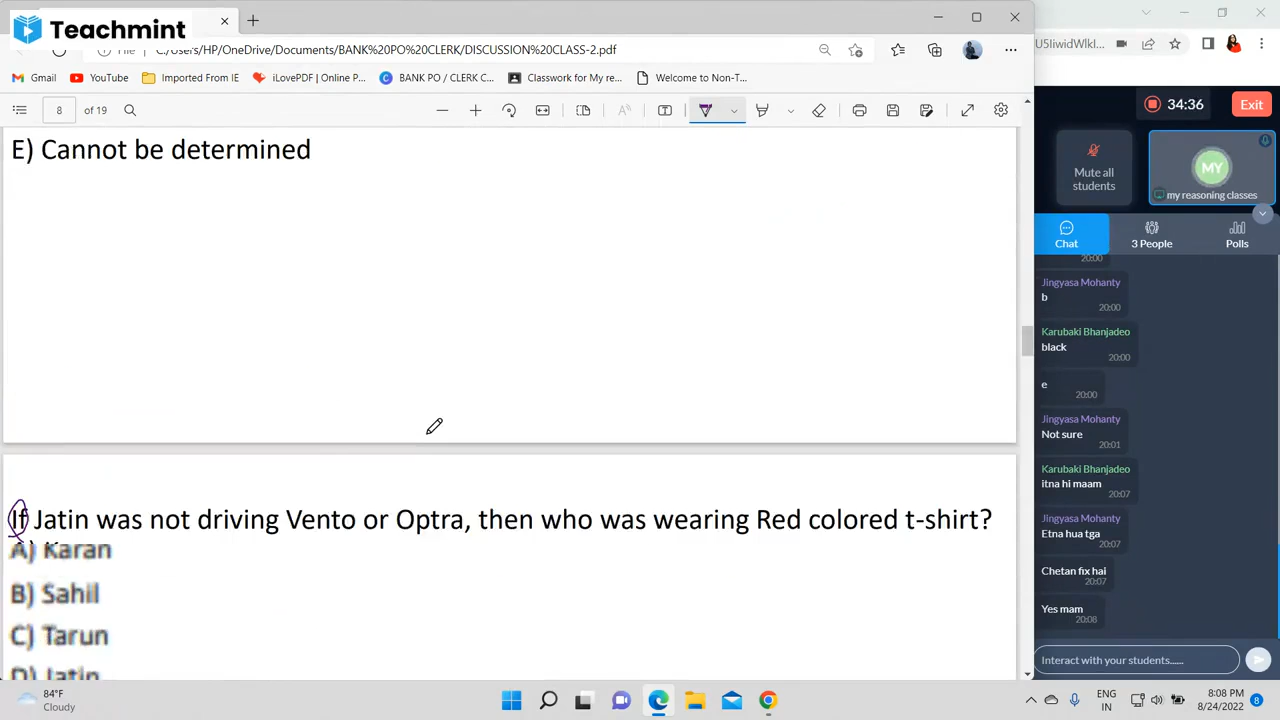 Teachmint
File C:/Users/HP/OneDrive/Documents/BANK%20PO%20CLERK/DISCUSSION%20CLASS-2.pdf
U5IiwidWlkI...
Gmail YouTube Imported From IE iLovePDF | Online P... BANK PO / CLERK C... Classwork for My re... Welcome to Non-T...
8 of 19
34:36 Exit
E) Cannot be determined
Mute all students
MY
my reasoning classes
Chat 3 People Polls
20:00
Jingyasa Mohanty
b
20:00
Karubaki Bhanjadeo
black
20:00
e
20:00
Jingyasa Mohanty
Not sure
20:01
Karubaki Bhanjadeo
itna hi maam
20:07
Jingyasa Mohanty
Etna hua tga
20:07
Chetan fix hai
20:07
Yes mam
20:08
If Jatin was not driving Vento or Optra, then who was wearing Red colored t-shirt?
A) Karan
B) Sahil
C) Tarun
D) Jatin
Interact with your students......
84°F
Cloudy
ENG
IN
8:08 PM
8/24/2022
8